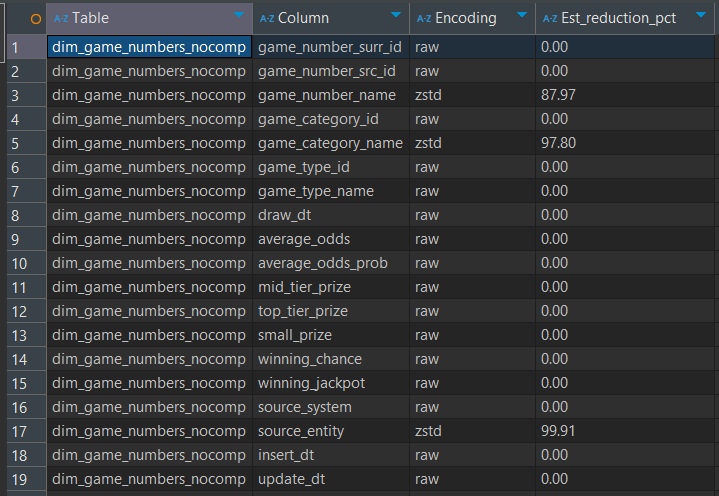 A-Z Table A-Z Column A-Z Encoding A-Z Est_reduction_pct
1 dim_game_numbers_nocomp game_number_surr_id raw 0.00
2 dim_game_numbers_nocomp game_number_src_id raw 0.00
3 dim_game_numbers_nocomp game_number_name zstd 87.97
4 dim_game_numbers_nocomp game_category_id raw 0.00
5 dim_game_numbers_nocomp game_category_name zstd 97.80
6 dim_game_numbers_nocomp game_type_id raw 0.00
7 dim_game_numbers_nocomp game_type_name raw 0.00
8 dim_game_numbers_nocomp draw_dt raw 0.00
9 dim_game_numbers_nocomp average_odds raw 0.00
10 dim_game_numbers_nocomp average_odds_prob raw 0.00
11 dim_game_numbers_nocomp mid_tier_prize raw 0.00
12 dim_game_numbers_nocomp top_tier_prize raw 0.00
13 dim_game_numbers_nocomp small_prize raw 0.00
14 dim_game_numbers_nocomp winning_chance raw 0.00
15 dim_game_numbers_nocomp winning_jackpot raw 0.00
16 dim_game_numbers_nocomp source_system raw 0.00
17 dim_game_numbers_nocomp source_entity zstd 99.91
18 dim_game_numbers_nocomp insert_dt raw 0.00
19 dim_game_numbers_nocomp update_dt raw 0.00